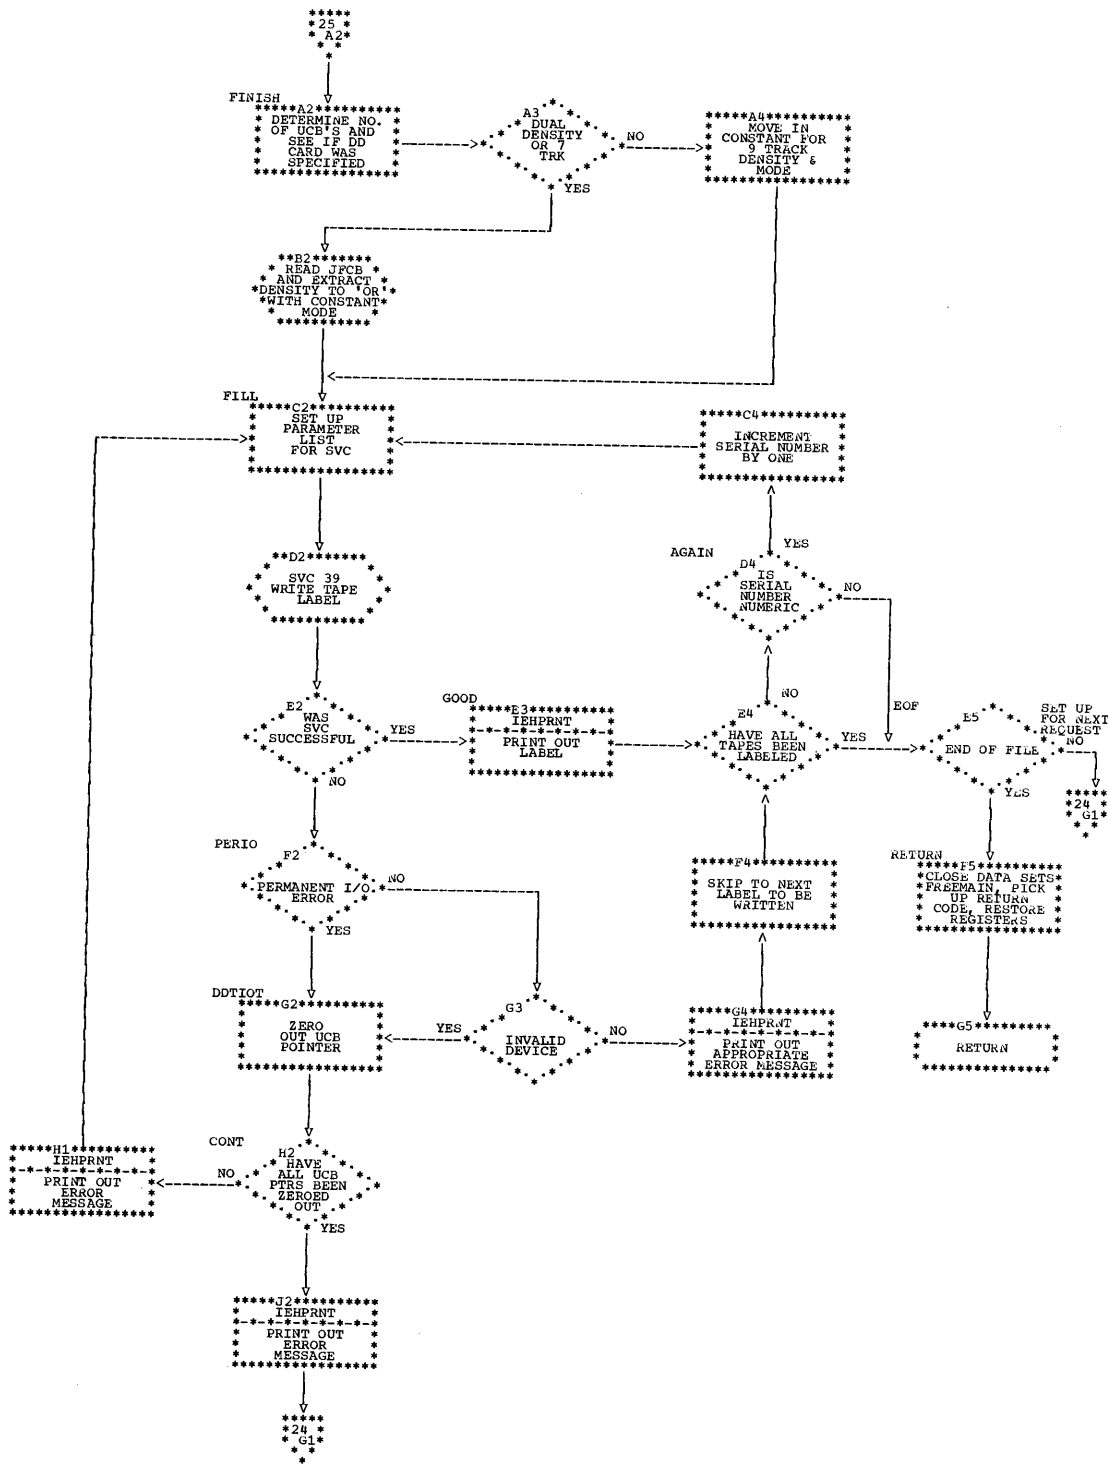 25
A2
FINISH
A2
DETERMINE NO.
OF UCB'S AND
SEE IF DD
CARD WAS
SPECIFIED
A3
DUAL
DENSITY
OR 7
TRK
NO
YES
A4
MOVE IN
CONSTANT FOR
9 TRACK
DENSITY &
MODE
B2
READ JFCB
AND EXTRACT
DENSITY TO 'OR'
WITH CONSTANT
MODE
FILL
C2
SET UP
PARAMETER
LIST
FOR SVC
C4
INCREMENT
SERIAL NUMBER
BY ONE
D2
SVC 39
WRITE TAPE
LABEL
AGAIN
YES
D4
IS
SERIAL
NUMBER
NUMERIC
NO
E2
WAS
SVC
SUCCESSFUL
YES
NO
GOOD
E3
IEHPRNT
PRINT OUT
LABEL
NO
E4
HAVE ALL
TAPES BEEN
LABELED
YES
EOF
E5
END OF FILE
SET UP
FOR NEXT
REQUEST
NO
YES
24
G1
PERIO
F2
PERMANENT I/O
ERROR
NO
YES
F4
SKIP TO NEXT
LABEL TO BE
WRITTEN
RETURN
F5
CLOSE DATA SETS
FREEMAIN, PICK
UP RETURN
CODE, RESTORE
REGISTERS
DDTIOT
G2
ZERO
OUT UCB
POINTER
YES
G3
INVALID
DEVICE
NO
G4
IEHPRNT
PRINT OUT
APPROPRIATE
ERROR MESSAGE
G5
RETURN
H1
IEHPRNT
PRINT OUT
ERROR
MESSAGE
CONT
NO
H2
HAVE
ALL UCB
PTRS BEEN
ZEROED
OUT
YES
J2
IEHPRNT
PRINT OUT
ERROR
MESSAGE
24
G1